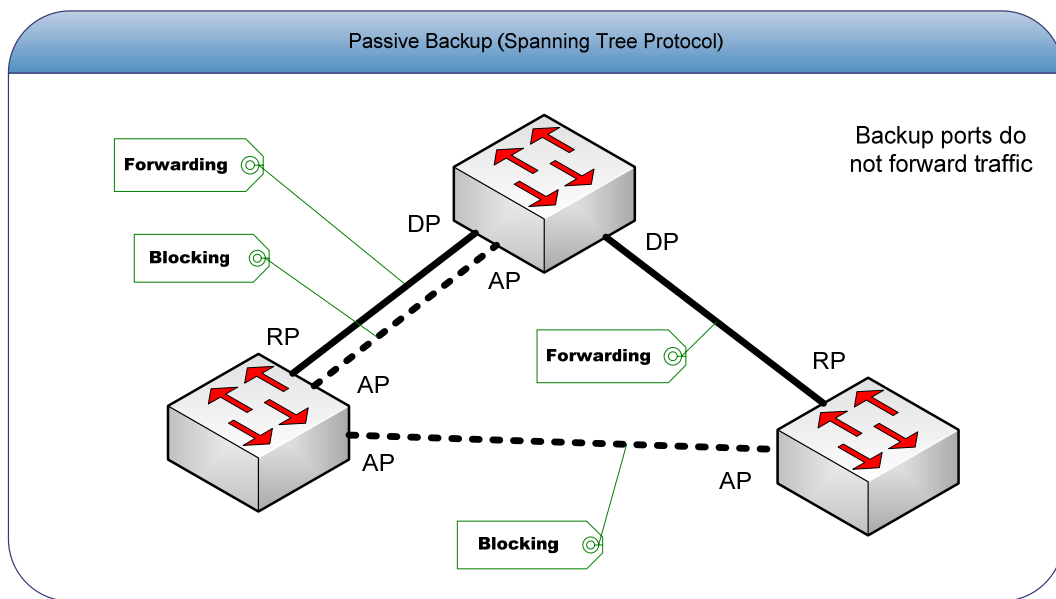 Passive Backup (Spanning Tree Protocol)
Backup ports do
not forward traffic
Forwarding
Blocking
DP
DP
AP
Forwarding
RP
RP
AP
AP
AP
Blocking